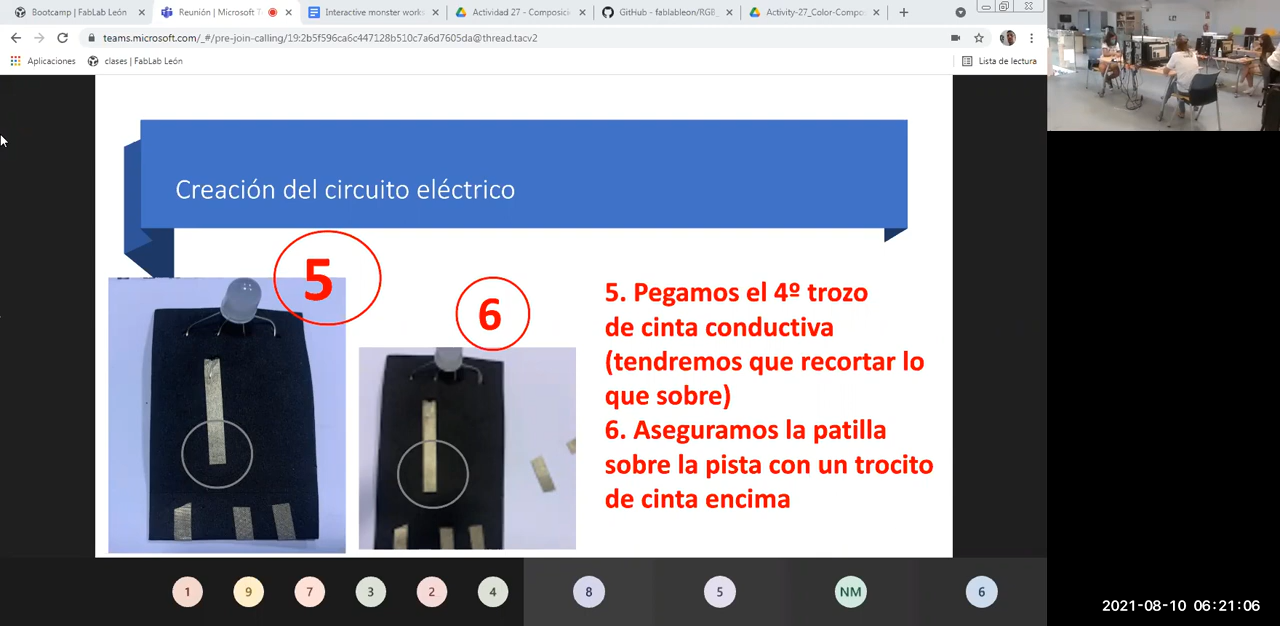 Bootcamp | FabLab León
Reunión | Microsoft T
Interactive monster works
Actividad 27 - Composici
GitHub - fablableon/RGB_
Activity-27_Color-Compo
teams.microsoft.com/_#/pre-join-calling/19:2b5f596ca6c447128b510c7a6d7605da@thread.tacv2
Aplicaciones
clases | FabLab León
Lista de lectura
Creación del circuito eléctrico
5
6
5. Pegamos el 4º trozo
de cinta conductiva
(tendremos que recortar lo
que sobre)
6. Aseguramos la patilla
sobre la pista con un trocito
de cinta encima
1
9
7
3
2
4
8
5
NM
6
2021-08-10 06:21:06